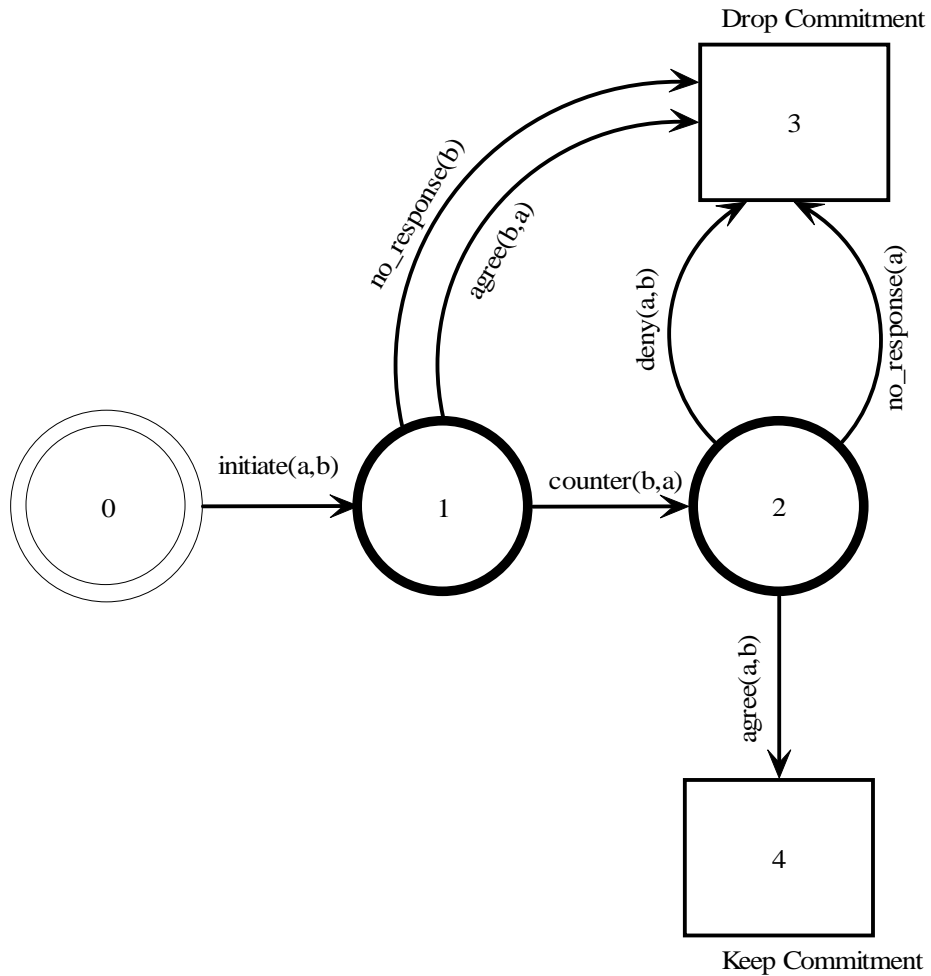 Drop Commitment
3
no_response(b)
agree(b,a)
deny(a,b)
no_response(a)
initiate(a,b)
counter(b,a)
0
1
2
agree(a,b)
4
Keep Commitment